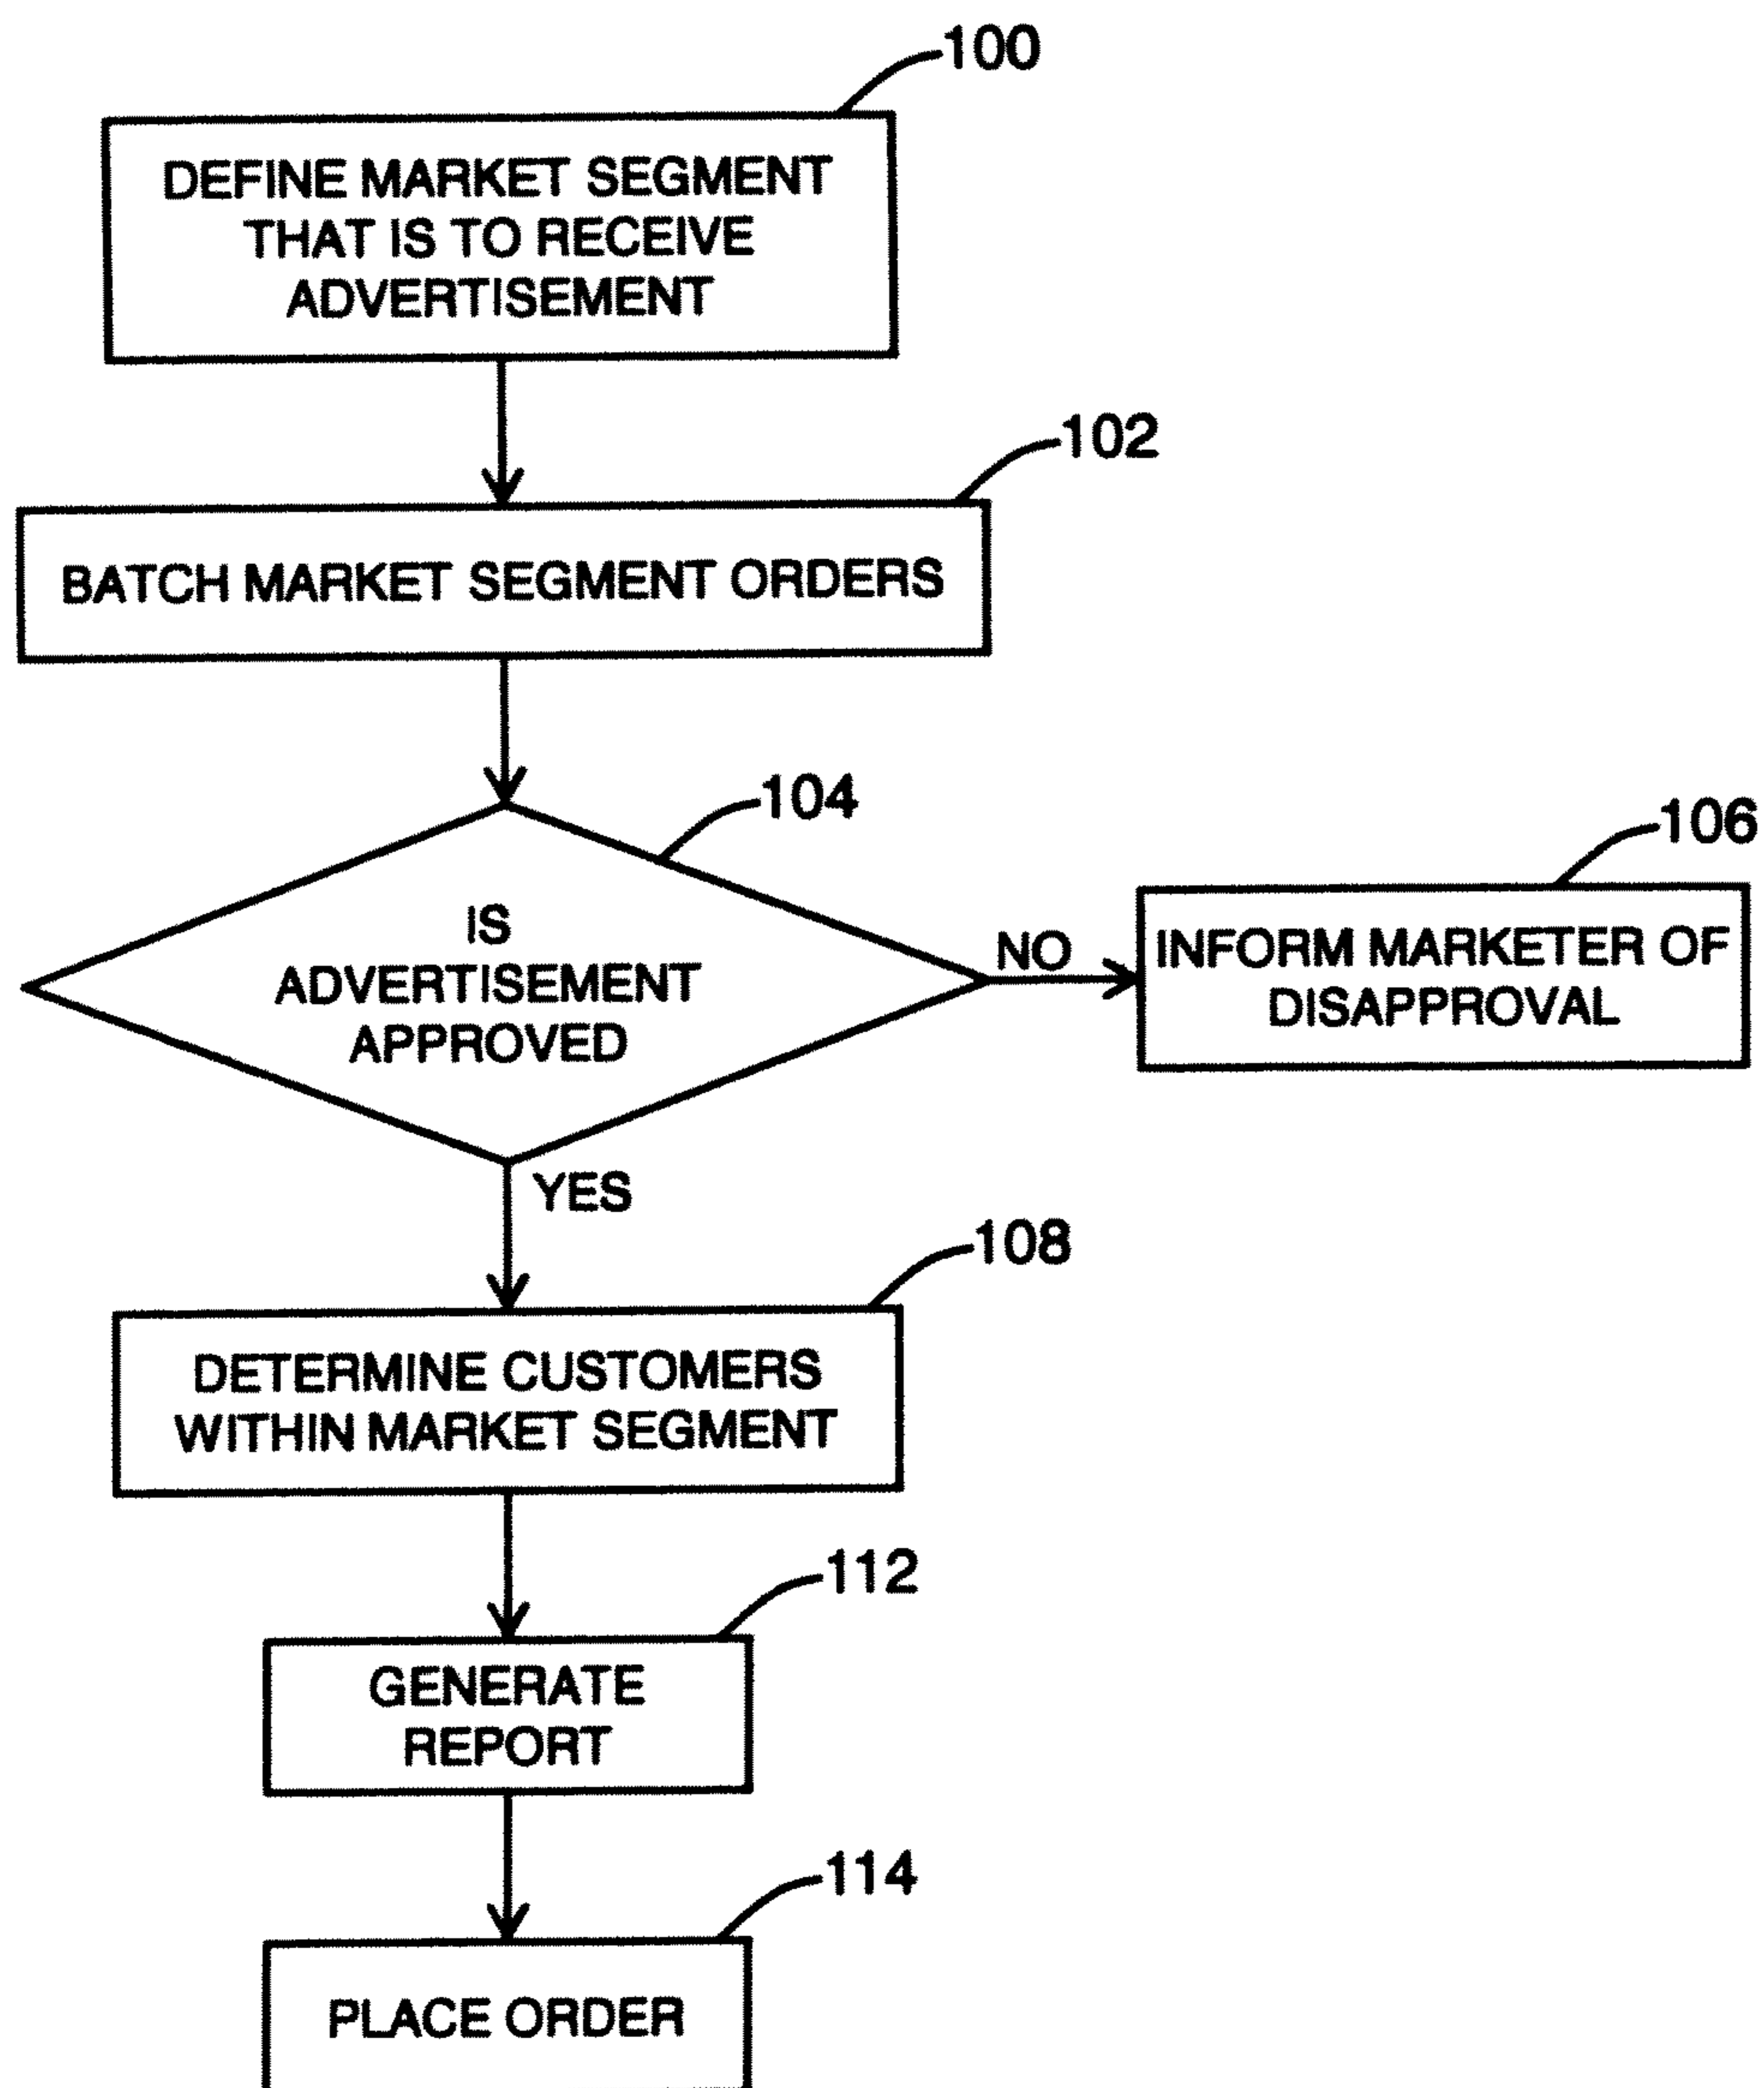 100
DEFINE MARKET SEGMENT
THAT IS TO RECEIVE
ADVERTISEMENT
102
BATCH MARKET SEGMENT ORDERS
104
IS
ADVERTISEMENT
APPROVED
NO
106
INFORM MARKETER OF
DISAPPROVAL
YES
108
DETERMINE CUSTOMERS
WITHIN MARKET SEGMENT
112
GENERATE
REPORT
114
PLACE ORDER